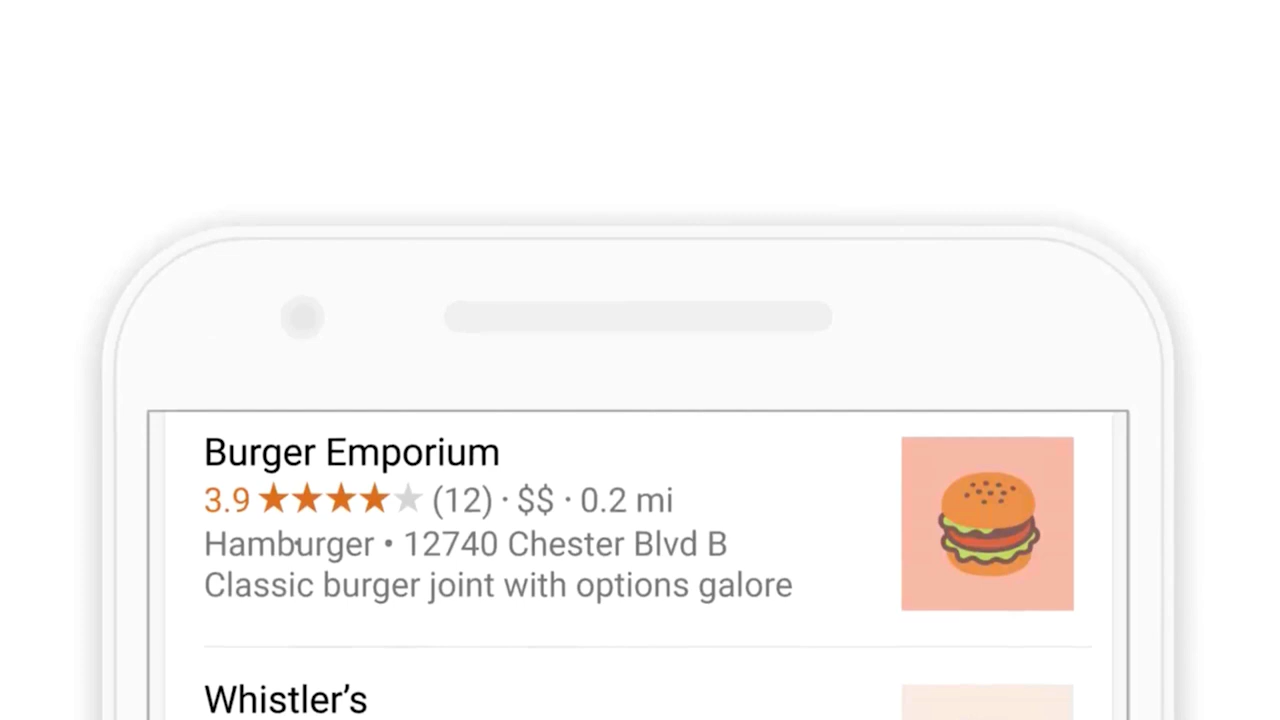 Burger Emporium
3.9 ★★★★★ (12) · $$ · 0.2 mi
Hamburger • 12740 Chester Blvd B
Classic burger joint with options galore
Whistler’s